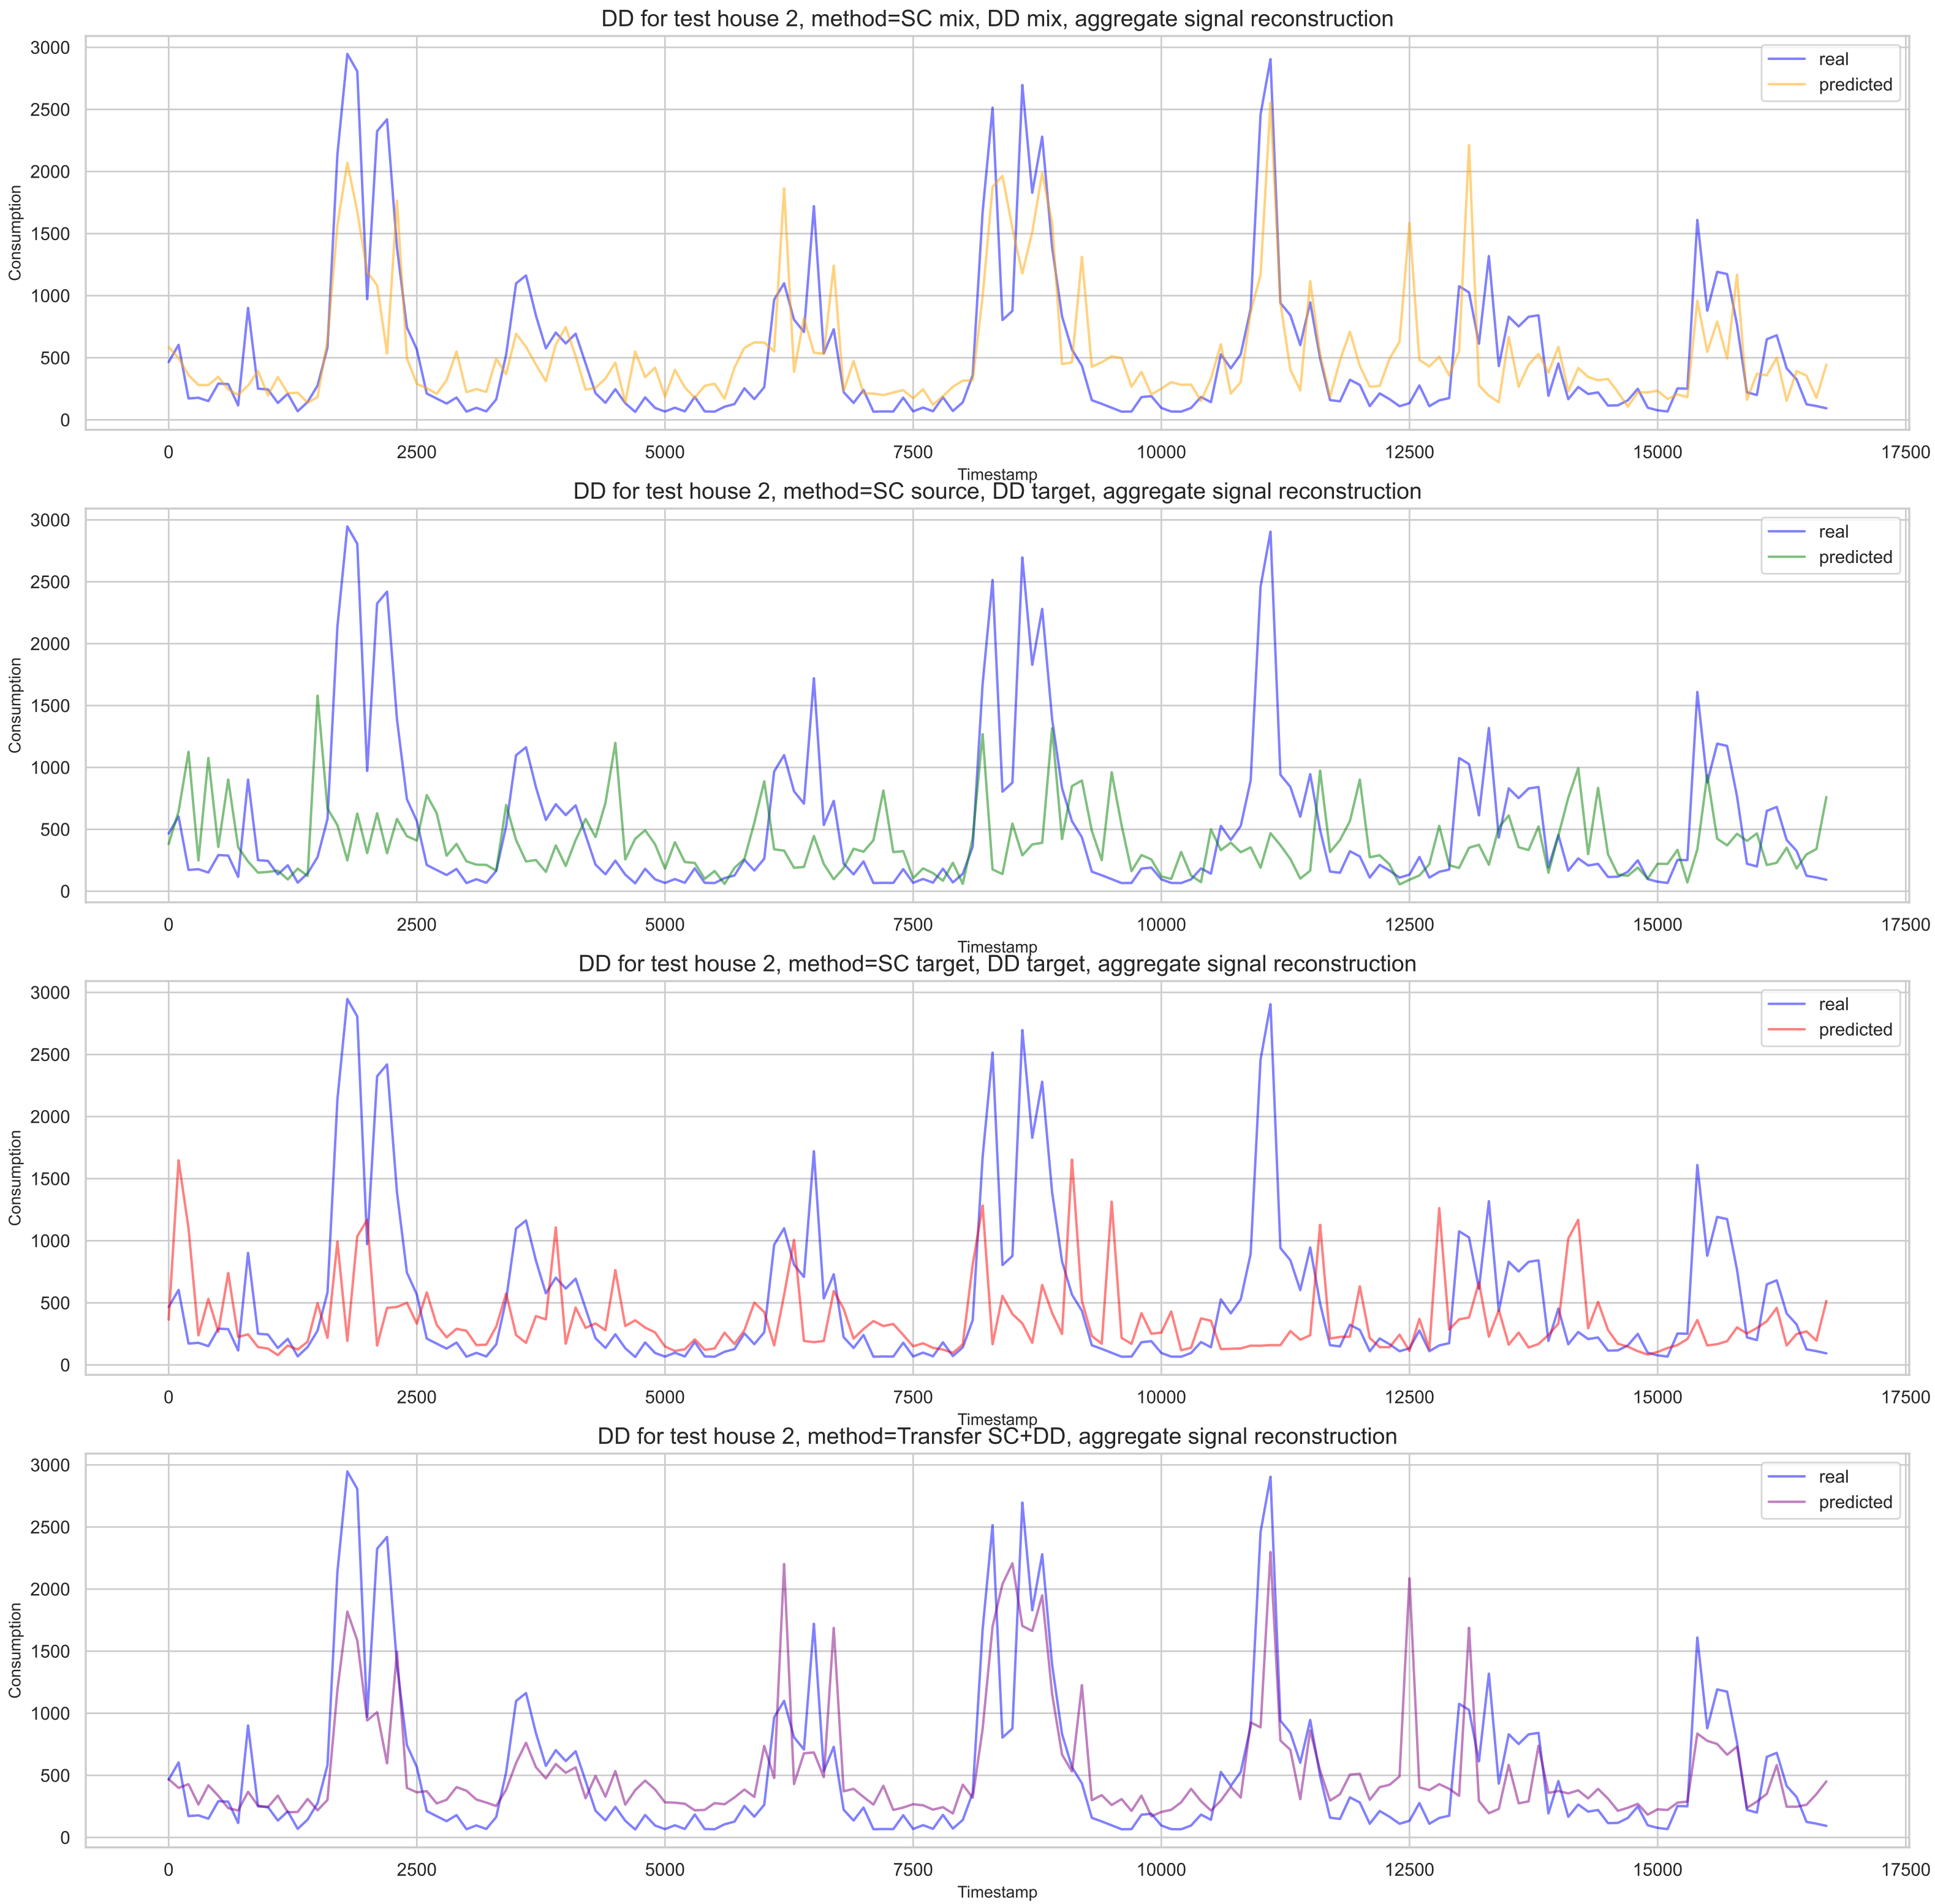 DD for test house 2, method=SC mix, DD mix, aggregate signal reconstruction
3000
2500
2000
1500
1000
500
0
Consumption
real
predicted
0 2500 5000 7500 10000 12500 15000 17500
Timestamp
DD for test house 2, method=SC source, DD target, aggregate signal reconstruction
3000
2500
2000
1500
1000
500
0
Consumption
real
predicted
0 2500 5000 7500 10000 12500 15000 17500
Timestamp
DD for test house 2, method=SC target, DD target, aggregate signal reconstruction
3000
2500
2000
1500
1000
500
0
Consumption
real
predicted
0 2500 5000 7500 10000 12500 15000 17500
Timestamp
DD for test house 2, method=Transfer SC+DD, aggregate signal reconstruction
3000
2500
2000
1500
1000
500
0
Consumption
real
predicted
0 2500 5000 7500 10000 12500 15000 17500
Timestamp